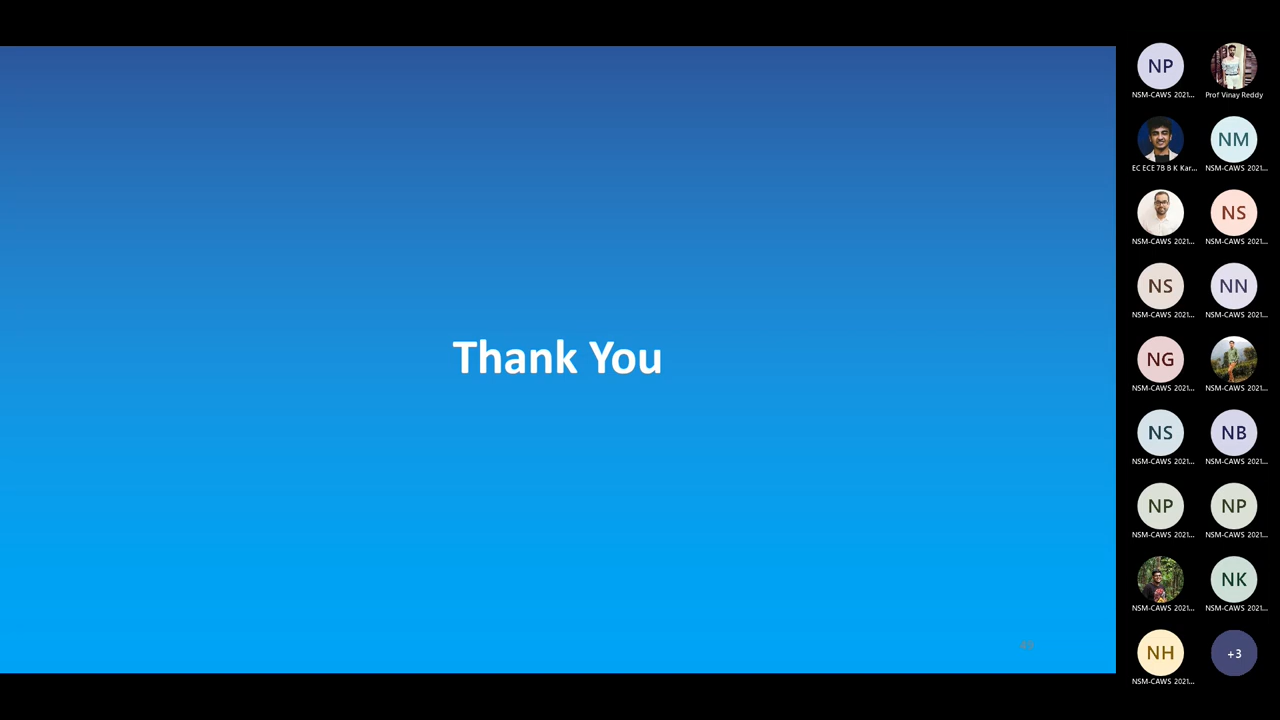 Thank You
NP
NSM-CAWS 2021...
Prof Vinay Reddy
EC ECE 7B B K Kar...
NM
NSM-CAWS 2021...
NSM-CAWS 2021...
NS
NSM-CAWS 2021...
NS
NSM-CAWS 2021...
NN
NSM-CAWS 2021...
NG
NSM-CAWS 2021...
NSM-CAWS 2021...
NS
NSM-CAWS 2021...
NB
NSM-CAWS 2021...
NP
NSM-CAWS 2021...
NP
NSM-CAWS 2021...
NSM-CAWS 2021...
NK
NSM-CAWS 2021...
NH
NSM-CAWS 2021...
+3